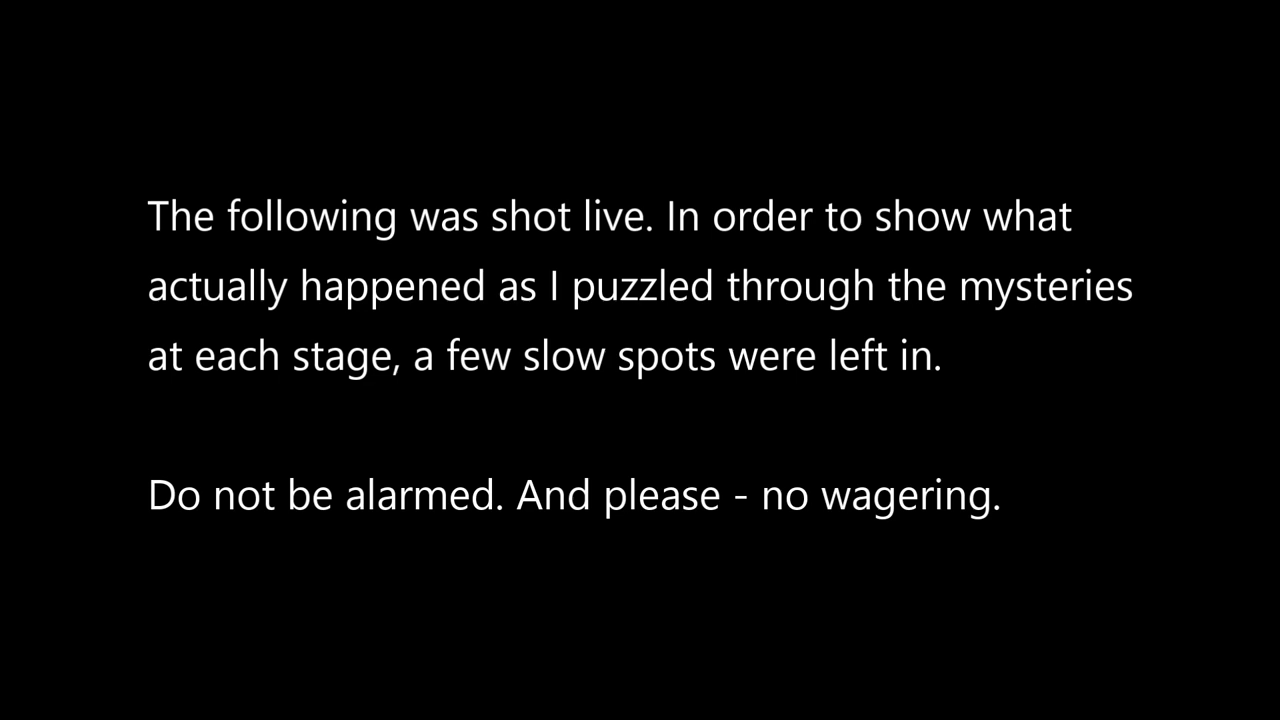 The following was shot live. In order to show what
actually happened as I puzzled through the mysteries
at each stage, a few slow spots were left in.
Do not be alarmed. And please - no wagering.